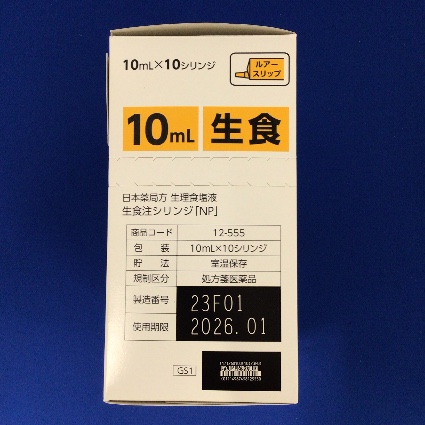 10mL×10シリンジ
ルアー
スリップ
10mL 生食
日本薬局方 生理食塩液
生食注シリンジ「NP」
商品コード 12-555
包装 10mL×10シリンジ
貯法 室温保存
規制区分 処方箋医薬品
製造番号 23F01
使用期限 2026.01
GS1